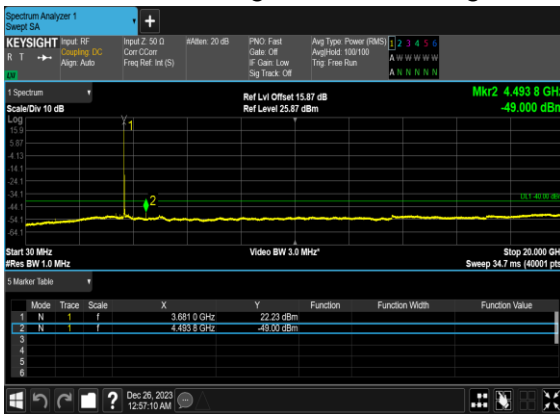 Spectrum Analyzer 1
Swept SA
KEYSIGHT Input: RF Input Z: 50 Ω #Atten: 20 dB PNO: Fast Avg Type: Power (RMS) 1 2 3 4 5 6
R T Coupling: DC Corr CCorr Gate: Off Avg|Hold: 100/100 A W W W W W
Align: Auto Freq Ref: Int (S) IF Gain: Low Trig: Free Run
LV Sig Track: Off A N N N N N
1 Spectrum Ref Lvl Offset 15.87 dB Mkr2 4.493 8 GHz
Scale/Div 10 dB Ref Level 25.87 dBm -49.000 dBm
Log
15.9
5.87
-4.13
-14.1
-24.1
-34.1
-44.1
-54.1
-64.1
1
2
DL1 -40.00 dBm
Start 30 MHz Video BW 3.0 MHz* Stop 20.000 GH
#Res BW 1.0 MHz Sweep 34.7 ms (40001 pts
5 Marker Table
Mode Trace Scale X Y Function Function Width Function Value
1 N 1 f 3.681 0 GHz 22.23 dBm
2 N 1 f 4.493 8 GHz -49.00 dBm
3
4
5
6
? Dec 26, 2023
12:57:10 AM